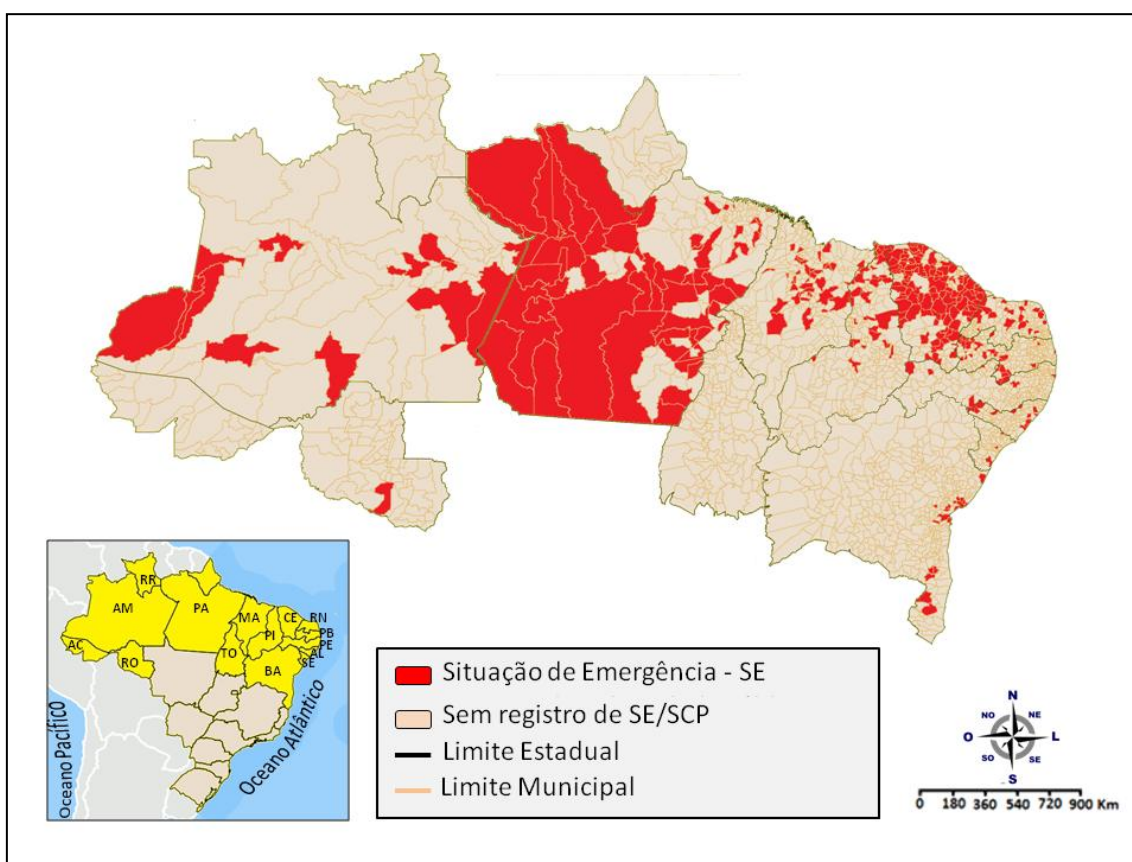 RR
AM
PA
MA
CE
RN
PB
PE
AL
SE
PI
TO
BA
AC
RO
Oceano Pacífico
Oceano Atlântico
Situação de Emergência - SE
Sem registro de SE/SCP
Limite Estadual
Limite Municipal
N
NO
NE
O
L
SO
SE
S
0 180 360 540 720 900 Km